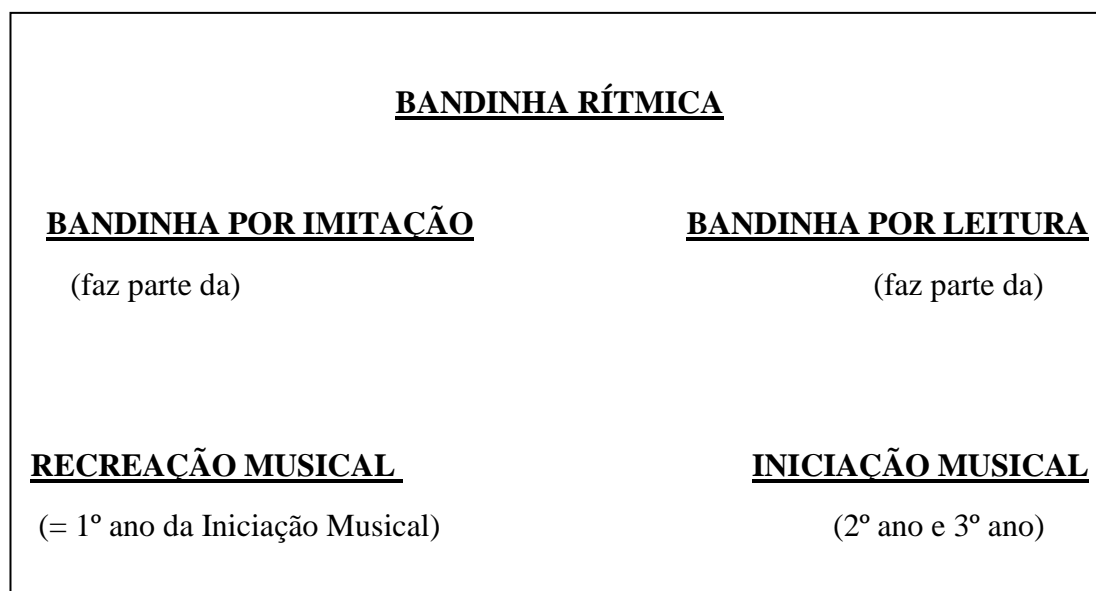 BANDINHA RÍTMICA
BANDINHA POR IMITAÇÃO BANDINHA POR LEITURA
(faz parte da) (faz parte da)
RECREAÇÃO MUSICAL INICIAÇÃO MUSICAL
(= 1º ano da Iniciação Musical) (2º ano e 3º ano)